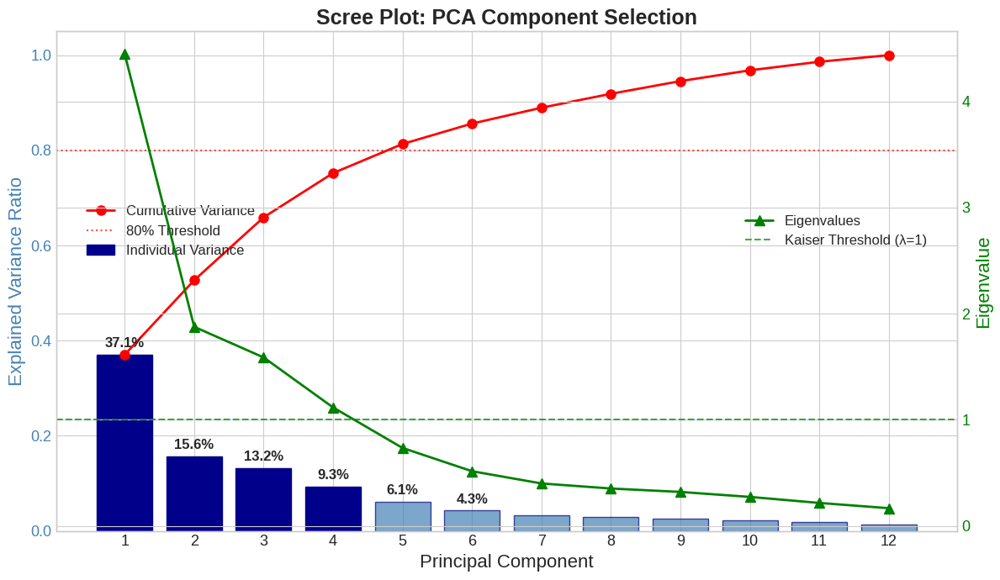 Scree Plot: PCA Component Selection
Explained Variance Ratio
1.0
0.8
0.6
0.4
0.2
0.0
Cumulative Variance
80% Threshold
Individual Variance
Eigenvalues
Kaiser Threshold (λ=1)
37.1%
15.6%
13.2%
9.3%
6.1%
4.3%
4
3
2
1
0
Eigenvalue
1 2 3 4 5 6 7 8 9 10 11 12
Principal Component